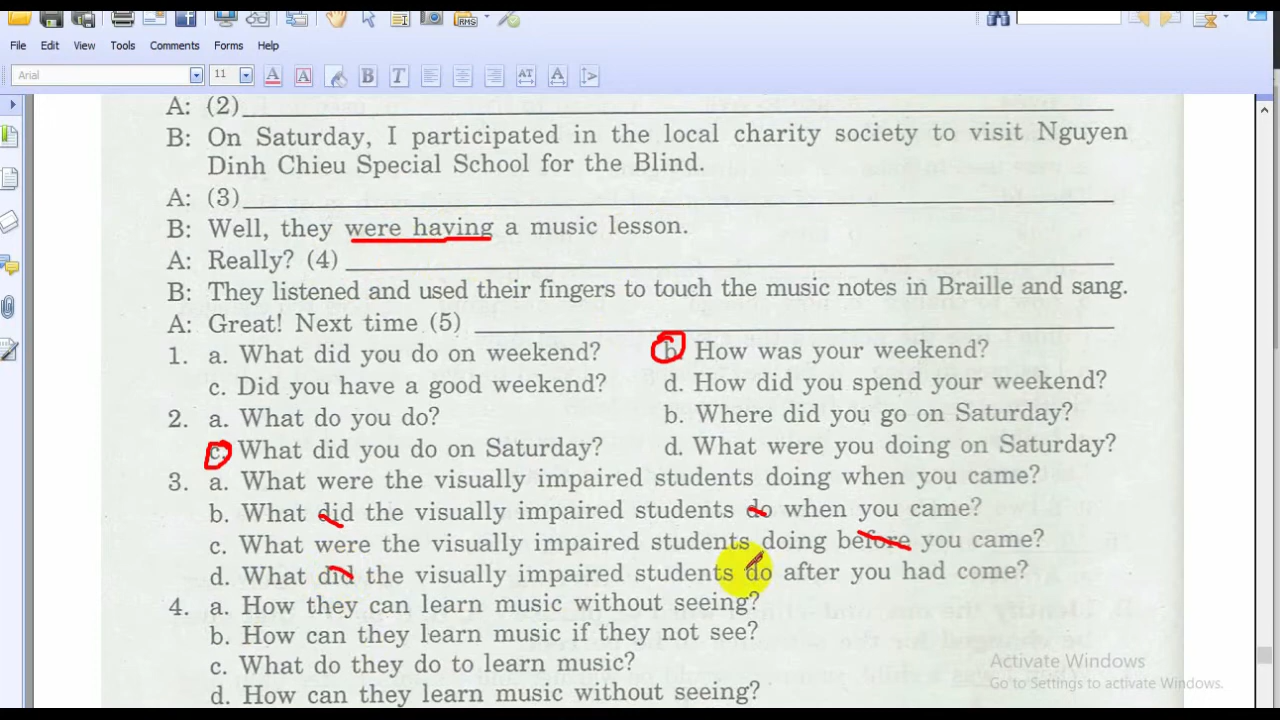 RMS
File Edit View Tools Comments Forms Help
Arial 11
A: (2)
B: On Saturday, I participated in the local charity society to visit Nguyen
Dinh Chieu Special School for the Blind.
A: (3)
B: Well, they were having a music lesson.
A: Really? (4)
B: They listened and used their fingers to touch the music notes in Braille and sang.
A: Great! Next time (5)
1. a. What did you do on weekend? b. How was your weekend?
c. Did you have a good weekend? d. How did you spend your weekend?
2. a. What do you do? b. Where did you go on Saturday?
c. What did you do on Saturday? d. What were you doing on Saturday?
3. a. What were the visually impaired students doing when you came?
b. What did the visually impaired students do when you came?
c. What were the visually impaired students doing before you came?
d. What did the visually impaired students do after you had come?
4. a. How they can learn music without seeing?
b. How can they learn music if they not see?
c. What do they do to learn music?
d. How can they learn music without seeing?
Activate Windows
Go to Settings to activate Windows.